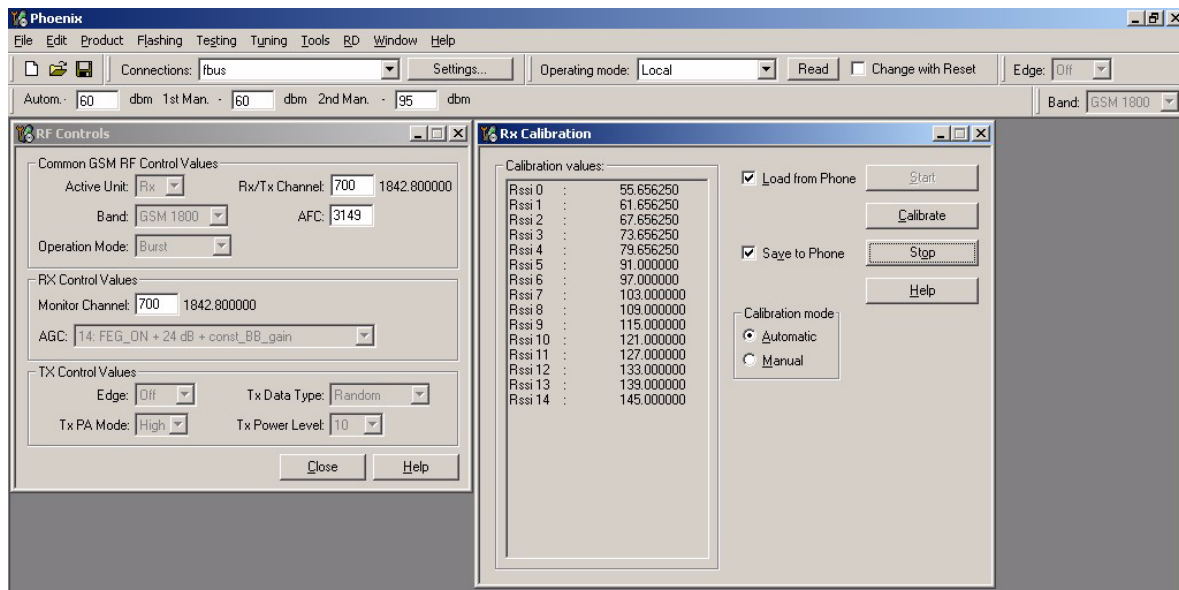 Phoenix
File Edit Product Flashing Testing Tuning Tools RD Window Help
Connections: fbus Settings... Operating mode: Local Read Change with Reset Edge: Off
Autom.- 60 dbm 1st Man. - 60 dbm 2nd Man. - 95 dbm Band: GSM 1800
RF Controls
Common GSM RF Control Values
Active Unit: Rx Rx/Tx Channel: 700 1842.800000
Band: GSM 1800 AFC: 3149
Operation Mode: Burst
RX Control Values
Monitor Channel: 700 1842.800000
AGC: 14: FEG_ON + 24 dB + const_BB_gain
TX Control Values
Edge: Off Tx Data Type: Random
Tx PA Mode: High Tx Power Level: 10
Close Help
Rx Calibration
Calibration values:
Rssi 0 : 55.656250
Rssi 1 : 61.656250
Rssi 2 : 67.656250
Rssi 3 : 73.656250
Rssi 4 : 79.656250
Rssi 5 : 91.000000
Rssi 6 : 97.000000
Rssi 7 : 103.000000
Rssi 8 : 109.000000
Rssi 9 : 115.000000
Rssi 10 : 121.000000
Rssi 11 : 127.000000
Rssi 12 : 133.000000
Rssi 13 : 139.000000
Rssi 14 : 145.000000
Load from Phone Start
Calibrate
Save to Phone Stop
Help
Calibration mode
Automatic
Manual